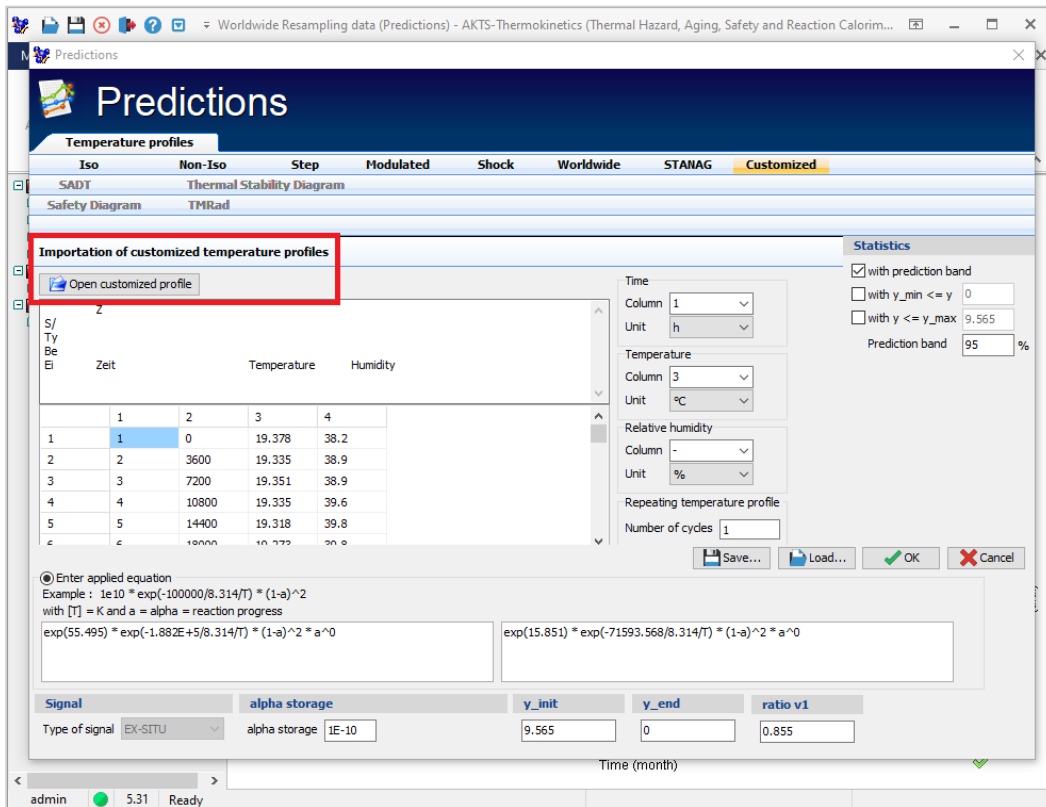 Worldwide Resampling data (Predictions) - AKTS-Thermokinetics (Thermal Hazard, Aging, Safety and Reaction Calorim...
Predictions
Predictions
Temperature profiles
Iso Non-Iso Step Modulated Shock Worldwide STANAG Customized
SADT Thermal Stability Diagram
Safety Diagram TMRad
Importation of customized temperature profiles
Open customized profile
Z
S/
Ty
Be
Ei Zeit Temperature Humidity
1 2 3 4
1 1 0 19.378 38.2
2 2 3600 19.335 38.9
3 3 7200 19.351 38.9
4 4 10800 19.335 39.6
5 5 14400 19.318 39.8
6 6 18000 19.273 39.8
Time
Column 1
Unit h
Temperature
Column 3
Unit °C
Relative humidity
Column -
Unit %
Repeating temperature profile
Number of cycles 1
Statistics
with prediction band
with y_min <= y 0
with y <= y_max 9.565
Prediction band 95 %
Save... Load... OK Cancel
Enter applied equation
Example : 1e10 * exp(-100000/8.314/T) * (1-a)^2
with [T] = K and a = alpha = reaction progress
exp(55.495) * exp(-1.882E+5/8.314/T) * (1-a)^2 * a^0
exp(15.851) * exp(-71593.568/8.314/T) * (1-a)^2 * a^0
Signal alpha storage y_init y_end ratio v1
Type of signal EX-SITU alpha storage 1E-10 9.565 0 0.855
Time (month)
admin 5.31 Ready